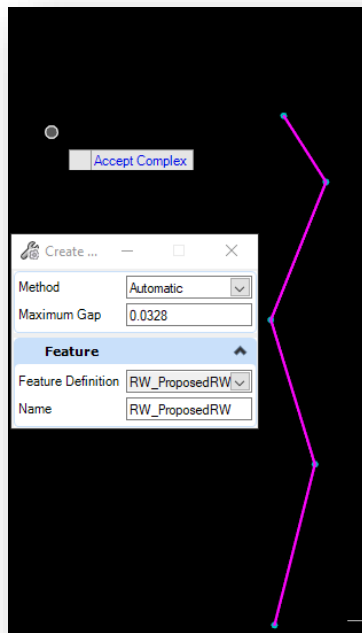 Accept Complex
Create ...
Method Automatic
Maximum Gap 0.0328
Feature
Feature Definition RW_ProposedRW
Name RW_ProposedRW